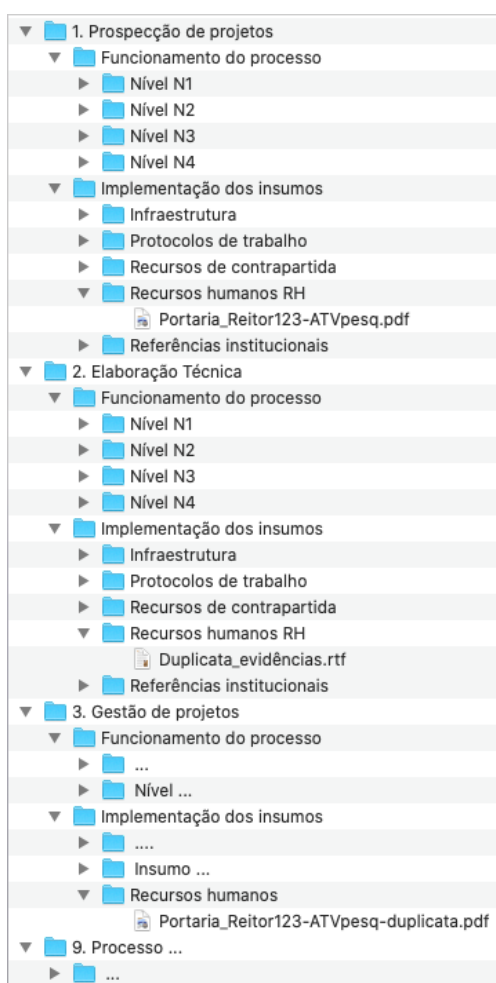 1. Prospecção de projetos
Funcionamento do processo
Nível N1
Nível N2
Nível N3
Nível N4
Implementação dos insumos
Infraestrutura
Protocolos de trabalho
Recursos de contrapartida
Recursos humanos RH
Portaria_Reitor123-ATVpesq.pdf
Referências institucionais
2. Elaboração Técnica
Funcionamento do processo
Nível N1
Nível N2
Nível N3
Nível N4
Implementação dos insumos
Infraestrutura
Protocolos de trabalho
Recursos de contrapartida
Recursos humanos RH
Duplicata_evidências.rtf
Referências institucionais
3. Gestão de projetos
Funcionamento do processo
...
Nível ...
Implementação dos insumos
....
Insumo ...
Recursos humanos
Portaria_Reitor123-ATVpesq-duplicata.pdf
9. Processo ...
...